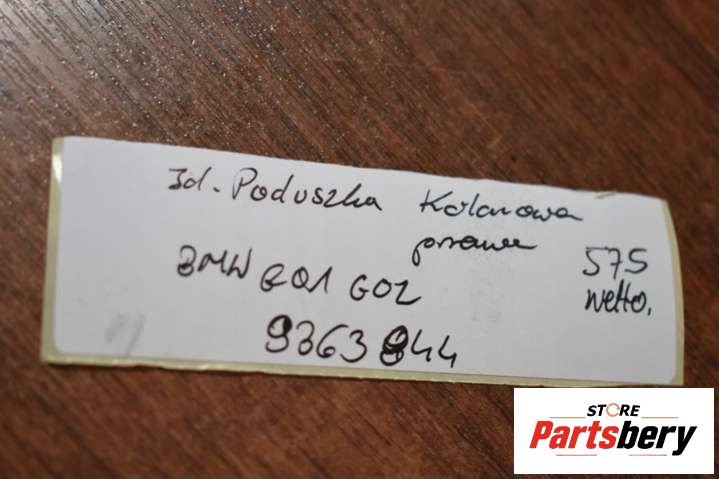 3d. Poduszka Kolanowa
prawa
BMW G01 G02
9363844
575
netto.
STORE
Partsbery